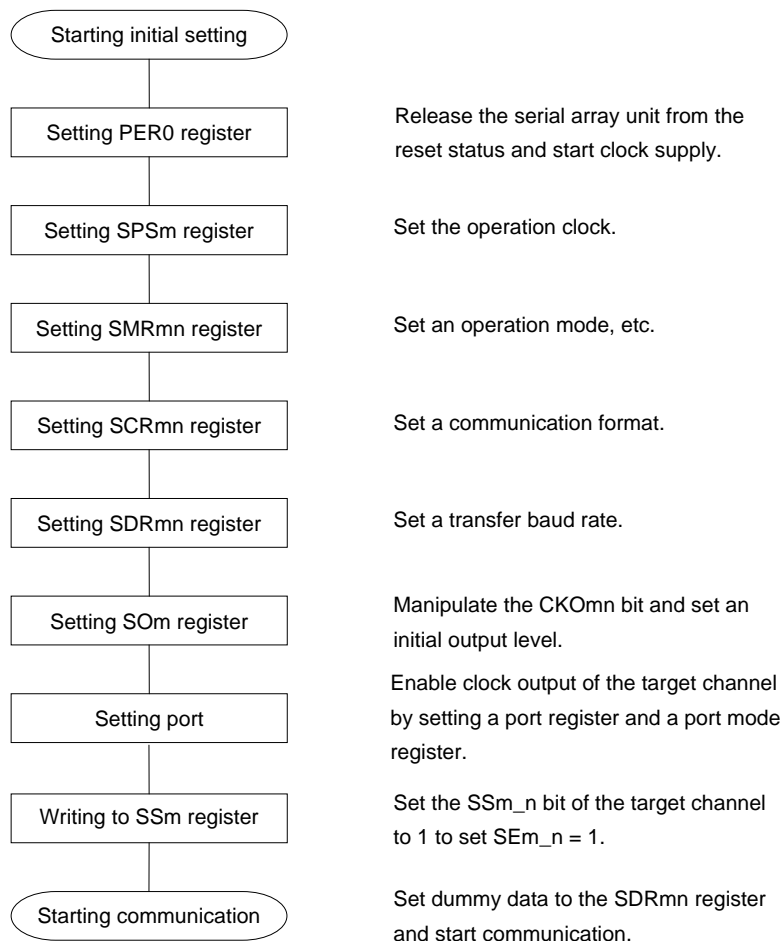 Starting initial setting
Setting PER0 register
Release the serial array unit from the
reset status and start clock supply.
Setting SPSm register
Set the operation clock.
Setting SMRmn register
Set an operation mode, etc.
Setting SCRmn register
Set a communication format.
Setting SDRmn register
Set a transfer baud rate.
Setting SOm register
Manipulate the CKOmn bit and set an
initial output level.
Setting port
Enable clock output of the target channel
by setting a port register and a port mode
register.
Writing to SSm register
Set the SSm_n bit of the target channel
to 1 to set SEm_n = 1.
Starting communication
Set dummy data to the SDRmn register
and start communication.